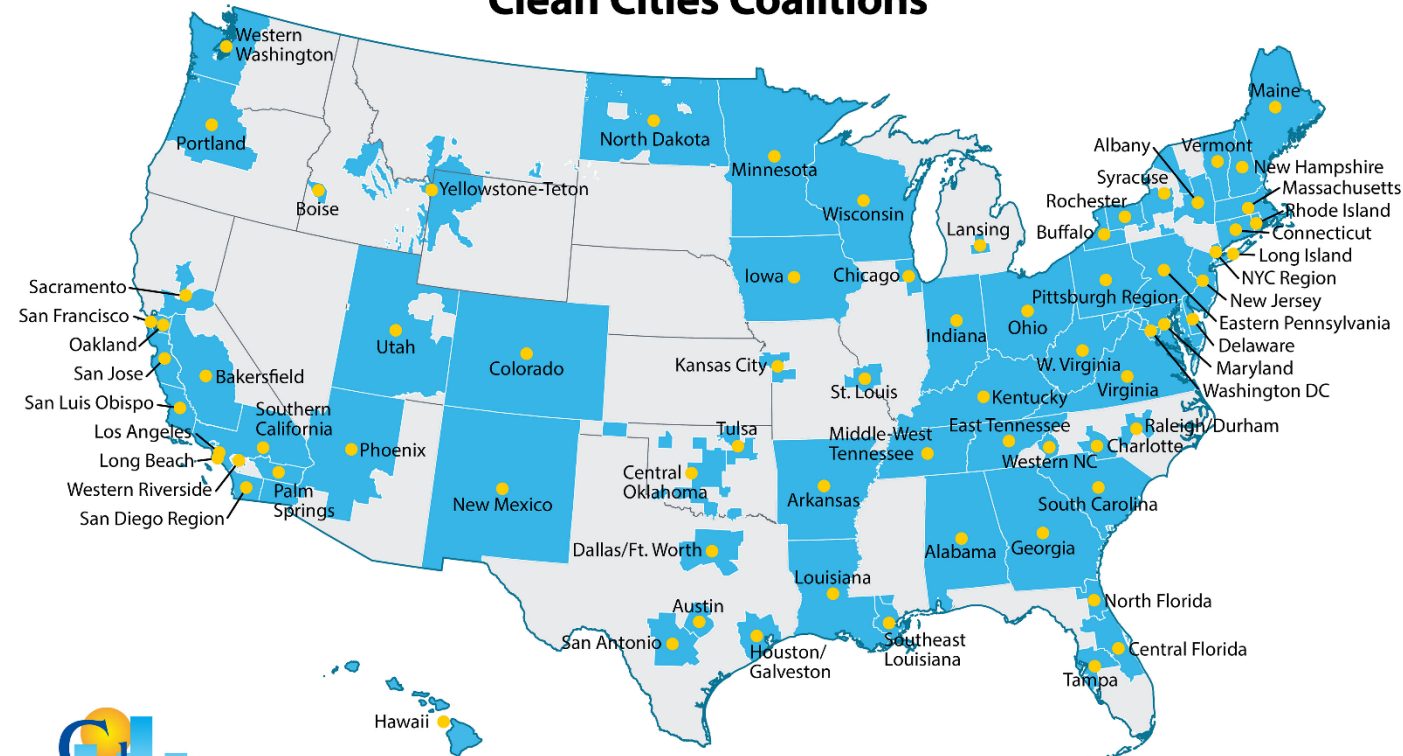 Clean Cities Coalitions
Western
Washington
Portland
Boise
Yellowstone-Teton
North Dakota
Minnesota
Wisconsin
Lansing
Iowa
Chicago
Indiana
Ohio
Maine
Albany
Vermont
New Hampshire
Syracuse
Massachusetts
Rochester
Rhode Island
Buffalo
Connecticut
Long Island
NYC Region
Pittsburgh Region
New Jersey
Eastern Pennsylvania
Delaware
Maryland
Washington DC
W. Virginia
Virginia
Kentucky
Sacramento
San Francisco
Oakland
San Jose
Bakersfield
San Luis Obispo
Southern
California
Los Angeles
Long Beach
Western Riverside
Palm
Springs
San Diego Region
Utah
Colorado
Phoenix
New Mexico
Kansas City
St. Louis
Tulsa
Central
Oklahoma
Middle-West
Tennessee
East Tennessee
Raleigh/Durham
Charlotte
Western NC
Arkansas
South Carolina
Dallas/Ft. Worth
Alabama
Georgia
Louisiana
Austin
San Antonio
Houston/
Galveston
Southeast
Louisiana
North Florida
Central Florida
Tampa
Hawaii